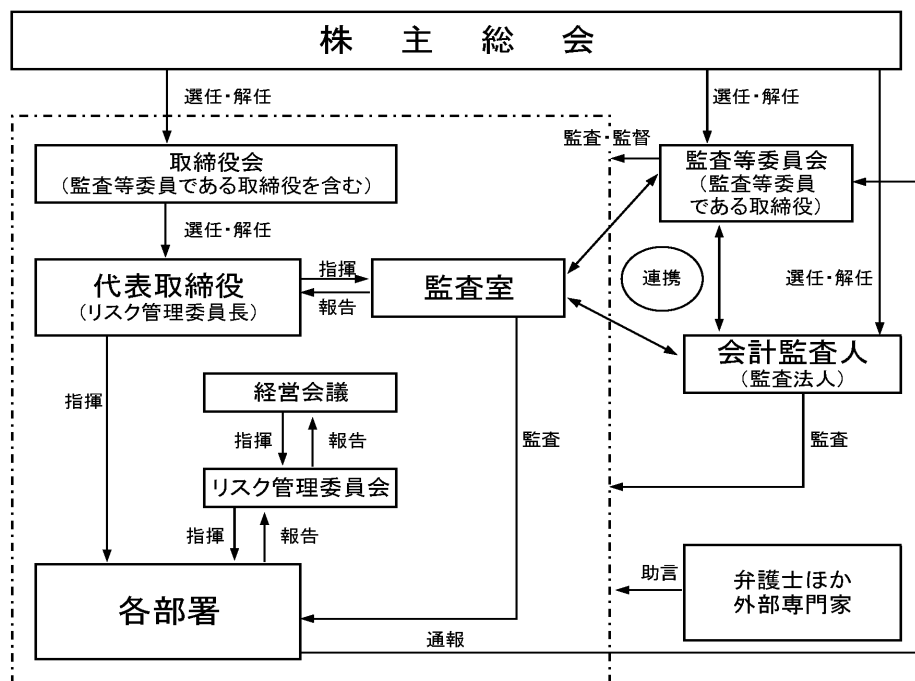 株主総会
選任・解任
選任・解任
監査・監督
取締役会
(監査等委員である取締役を含む)
監査等委員会
(監査等委員
である取締役)
選任・解任
代表取締役
(リスク管理委員長)
指揮
報告
監査室
連携
選任・解任
会計監査人
(監査法人)
指揮
経営会議
指揮
報告
監査
監査
リスク管理委員会
指揮
報告
助言
弁護士ほか
外部専門家
各部署
通報